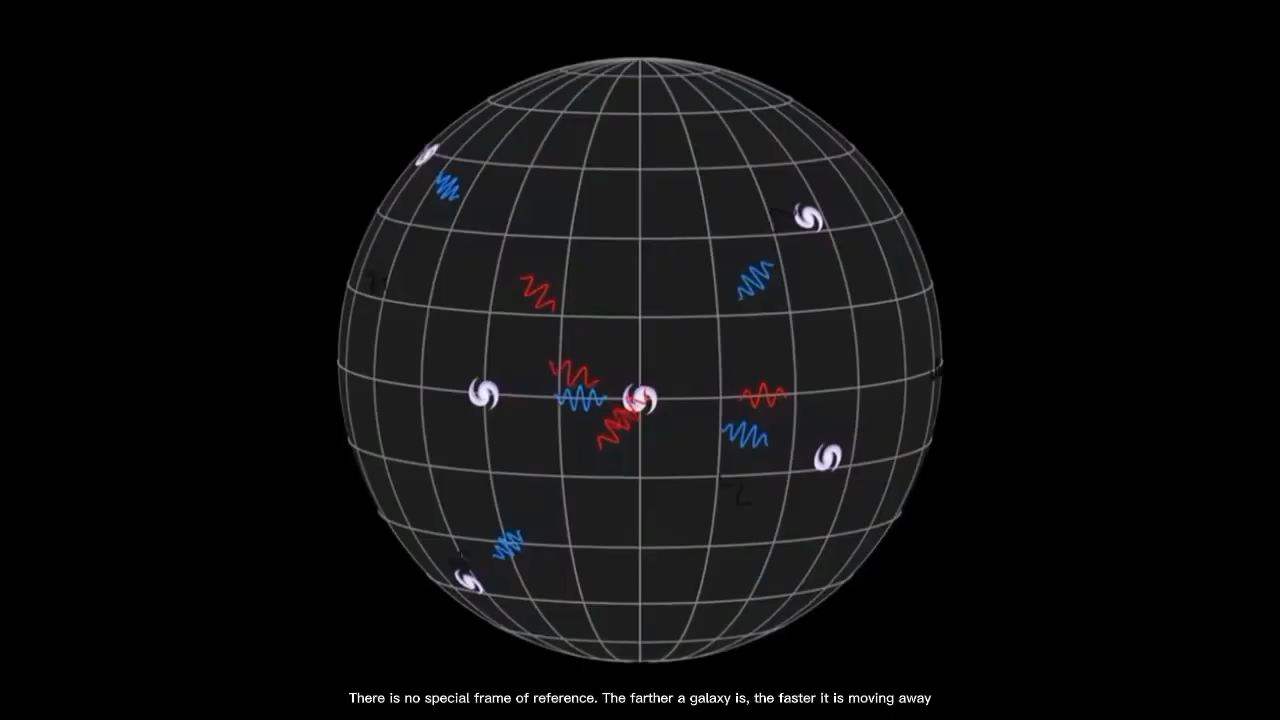 There is no special frame of reference. The farther a galaxy is, the faster it is moving away